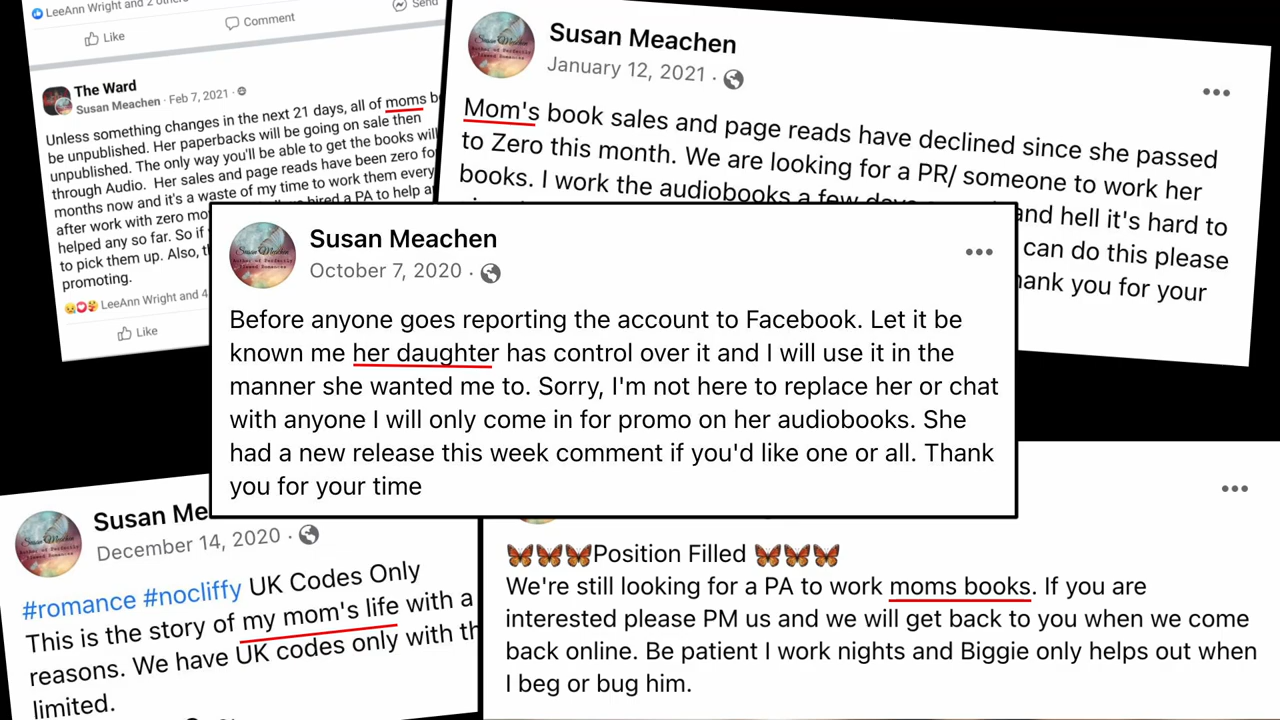 LeeAnn Wright and 2 others
Like
Comment
Send
The Ward
Susan Meachen · Feb 7, 2021 ·
Unless something changes in the next 21 days, all of moms b
be unpublished. Her paperbacks will be going on sale then
unpublished. The only way you'll be able to get the books will
through Audio. Her sales and page reads have been zero fo
months now and it's a waste of my time to work them every
after work with zero mo hired a PA to help a
helped any so far. So if
to pick them up. Also, th
promoting.
LeeAnn Wright and 4
Like
Susan Meachen
January 12, 2021 ·
Mom's book sales and page reads have declined since she passed
to Zero this month. We are looking for a PR/ someone to work her
books. I work the audiobooks a few days and hell it's hard to
can do this please
hank you for your
Susan Meachen
October 7, 2020 ·
Before anyone goes reporting the account to Facebook. Let it be
known me her daughter has control over it and I will use it in the
manner she wanted me to. Sorry, I'm not here to replace her or chat
with anyone I will only come in for promo on her audiobooks. She
had a new release this week comment if you'd like one or all. Thank
you for your time
Susan Me
December 14, 2020 ·
#romance #nocliffy UK Codes Only
This is the story of my mom's life with a
reasons. We have UK codes only with th
limited.
🦋🦋🦋Position Filled 🦋🦋🦋
We're still looking for a PA to work moms books. If you are
interested please PM us and we will get back to you when we come
back online. Be patient I work nights and Biggie only helps out when
I beg or bug him.